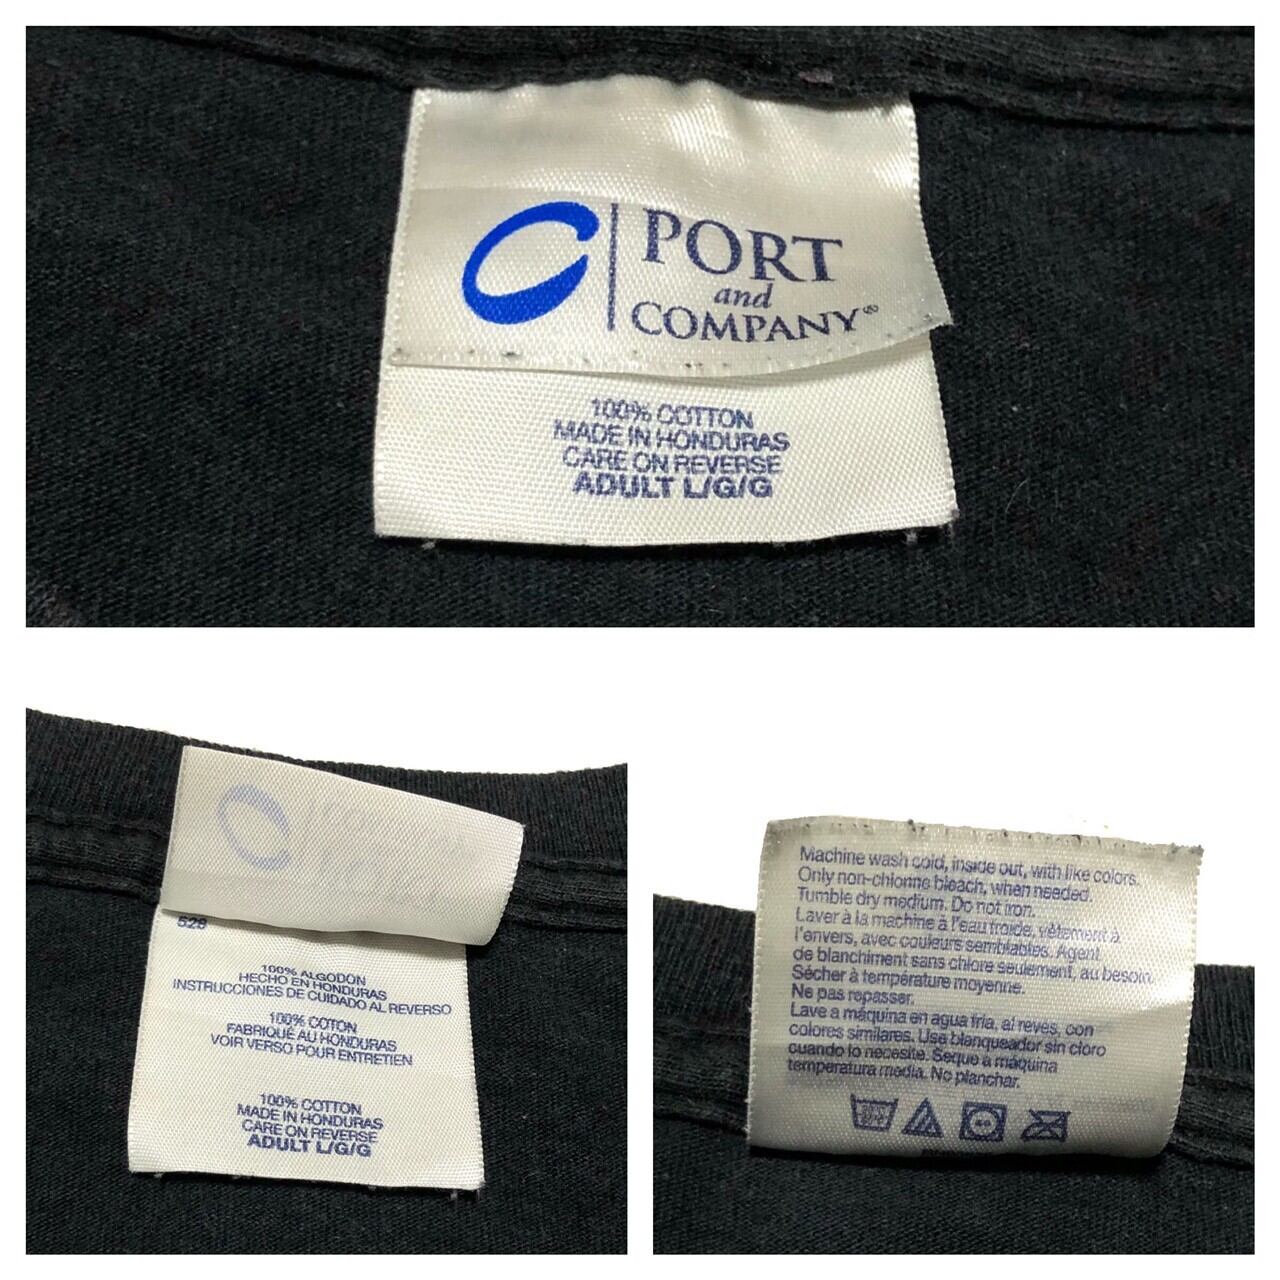 PORT
and
COMPANY®
100% COTTON
MADE IN HONDURAS
CARE ON REVERSE
ADULT L/G/G
528
100% ALGODÓN
HECHO EN HONDURAS
INSTRUCCIONES DE CUIDADO AL REVERSO
100% COTON
FABRIQUÉ AU HONDURAS
VOIR VERSO POUR ENTRETIEN
100% COTTON
MADE IN HONDURAS
CARE ON REVERSE
ADULT L/G/G
Machine wash cold, inside out, with like colors.
Only non-chlorine bleach, when needed.
Tumble dry medium. Do not iron.
Laver à la machine à l'eau froide, vêtement à
l'envers, avec couleurs semblables. Agent
de blanchiment sans chlore seulement, au besoin.
Sécher à température moyenne.
Ne pas repasser.
Lave a máquina en agua fría, al revés, con
colores similares. Use blanqueador sin cloro
cuando lo necesite. Seque a máquina
temperatura media. No planchar.